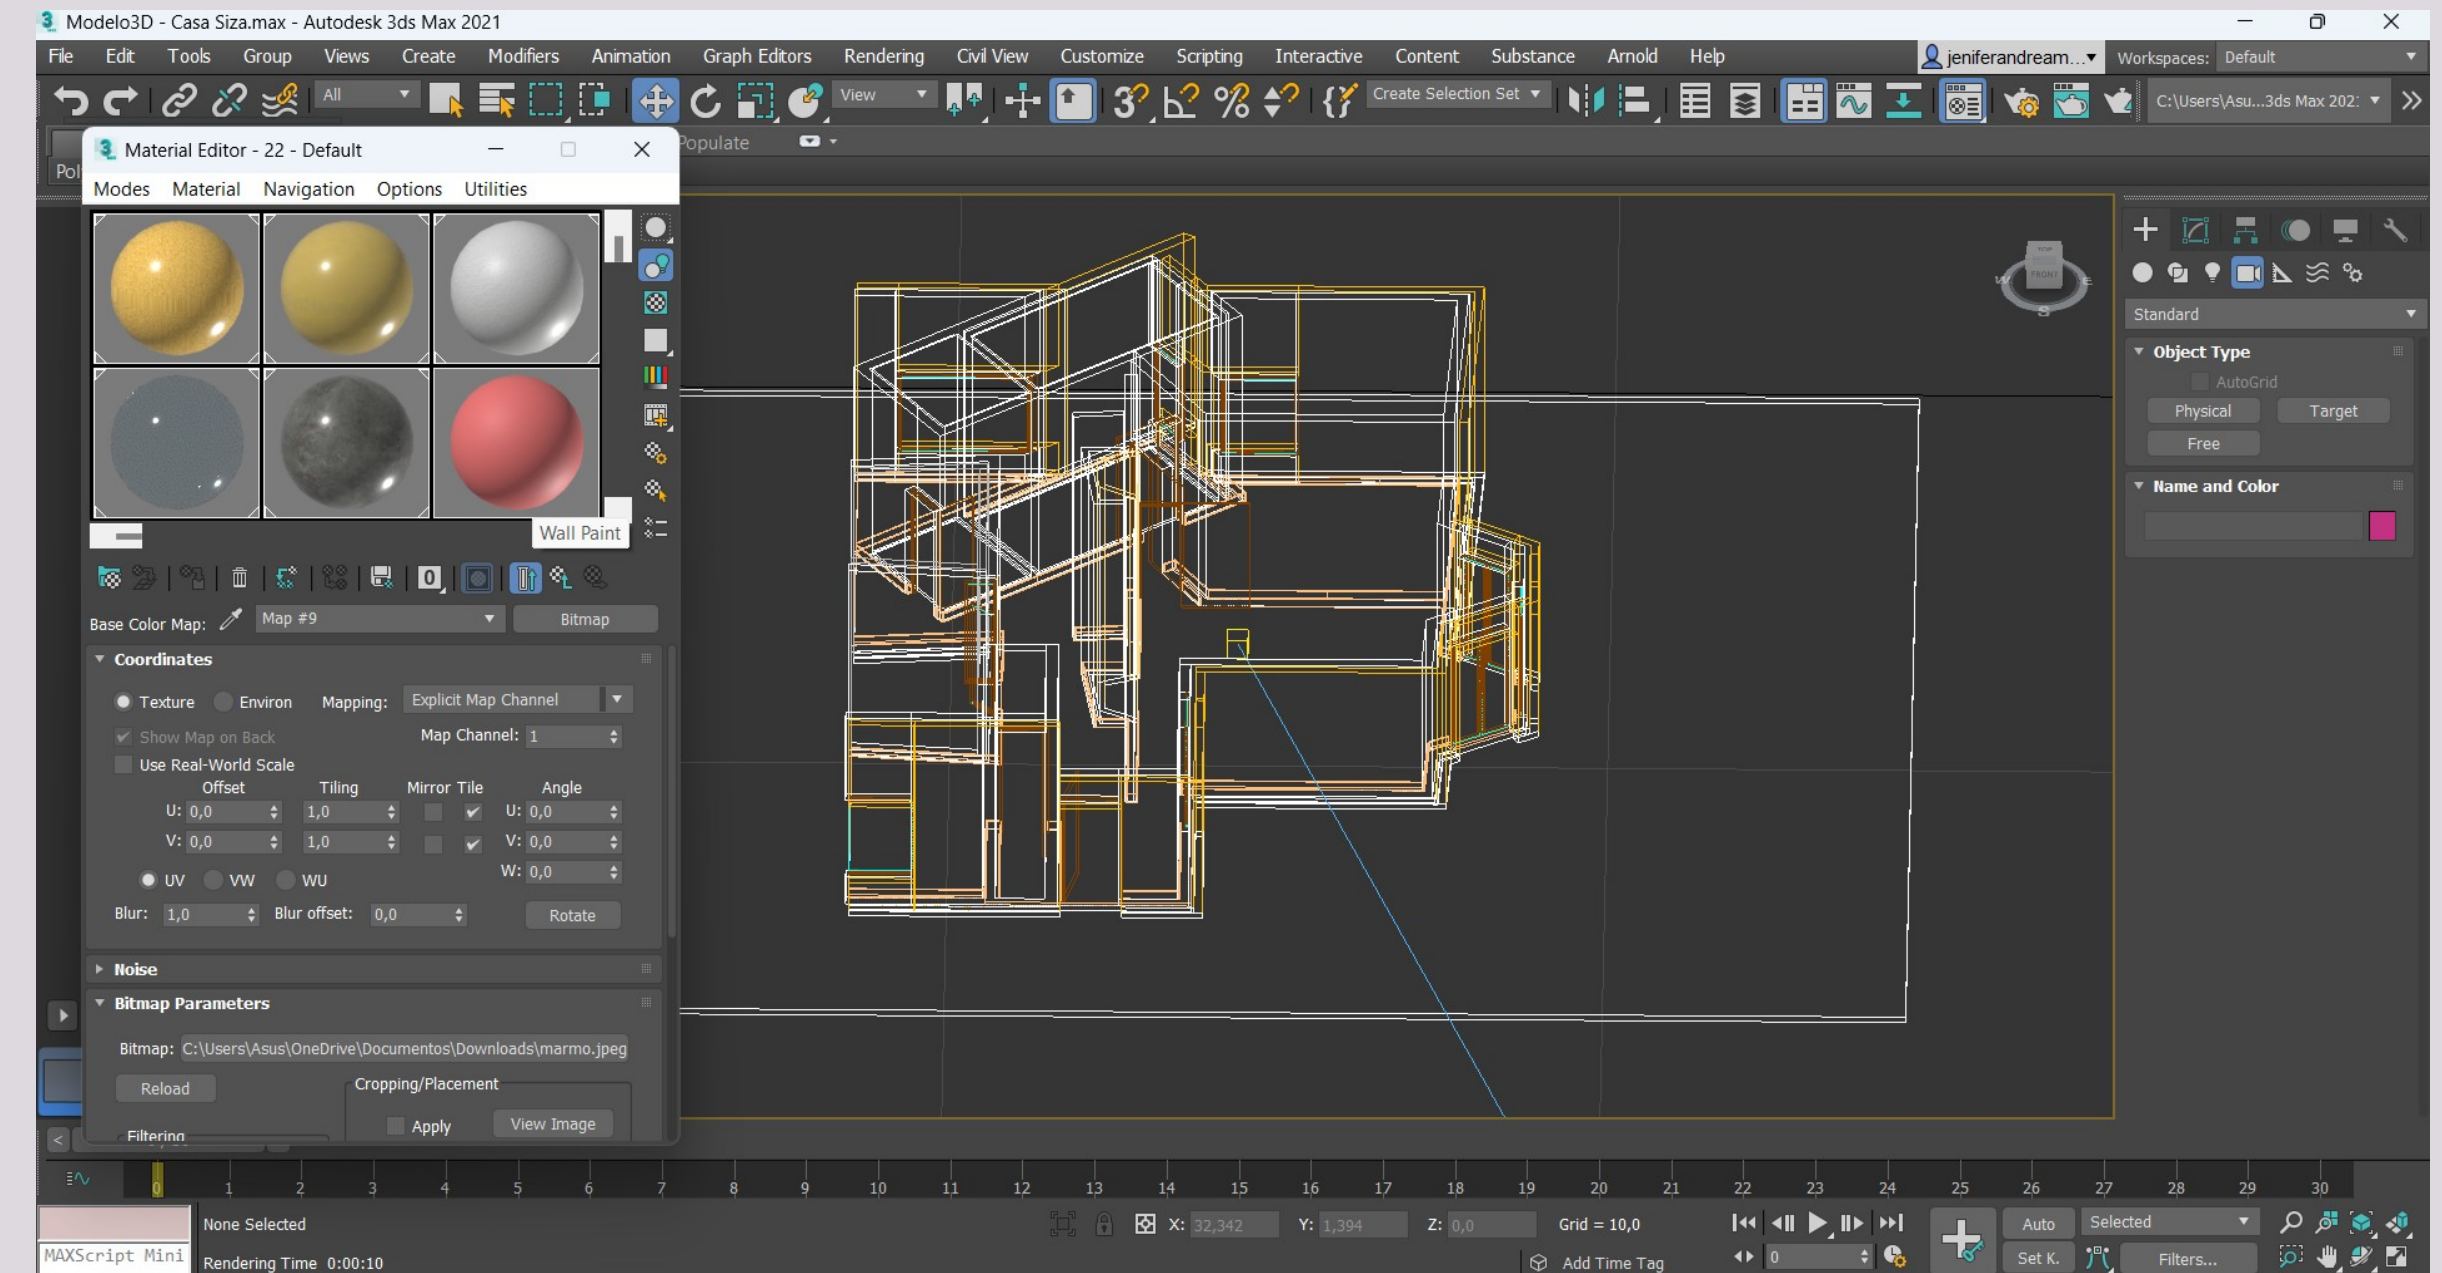 Modelo3D - Casa Siza.max - Autodesk 3ds Max 2021
File Edit Tools Group Views Create Modifiers Animation Graph Editors Rendering Civil View Customize Scripting Interactive Content Substance Arnold Help jeniferandream... Workspaces: Default
All View Create Selection Set C:\Users\Asu...3ds Max 202:
Populate
Pol
Material Editor - 22 - Default
Modes Material Navigation Options Utilities
Wall Paint
Base Color Map: Map #9 Bitmap
Coordinates
Texture Environ Mapping: Explicit Map Channel
Show Map on Back Map Channel: 1
Use Real-World Scale
Offset Tiling Mirror Tile Angle
U: 0,0 1,0 U: 0,0
V: 0,0 1,0 V: 0,0
W: 0,0
UV VW WU
Blur: 1,0 Blur offset: 0,0 Rotate
Noise
Bitmap Parameters
Bitmap: C:\Users\Asus\OneDrive\Documentos\Downloads\marmo.jpeg
Reload Cropping/Placement
Apply View Image
Filtering
TOP
FRONT
W E
S
Standard
Object Type
AutoGrid
Physical Target
Free
Name and Color
0 1 2 3 4 5 6 7 8 9 10 11 12 13 14 15 16 17 18 19 20 21 22 23 24 25 26 27 28 29 30
None Selected X: 32,342 Y: 1,394 Z: 0,0 Grid = 10,0 Auto Selected
MAXScript Mini Rendering Time 0:00:10 Add Time Tag 0 Set K. Filters...